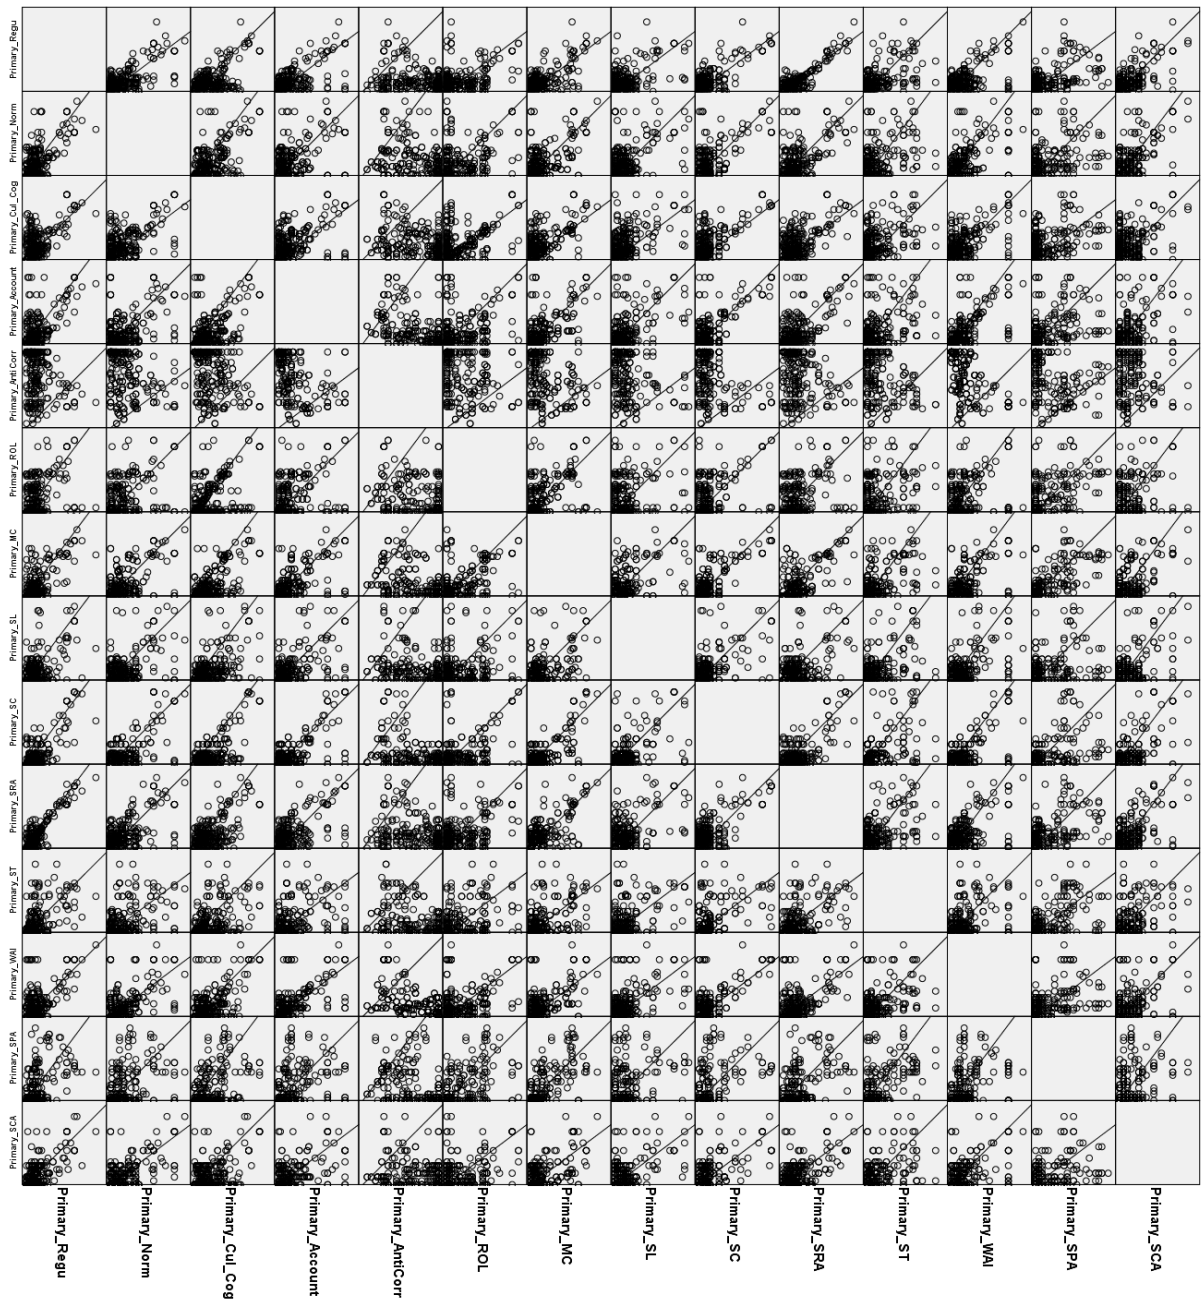 Primary_Regu
Primary_Norm
Primary_Cul_Cog
Primary_Account
Primary_AntiCorr
Primary_ROL
Primary_MC
Primary_SL
Primary_SC
Primary_SRA
Primary_ST
Primary_WAI
Primary_SPA
Primary_SCA
Primary_Regu
Primary_Norm
Primary_Cul_Cog
Primary_Account
Primary_AntiCorr
Primary_ROL
Primary_MC
Primary_SL
Primary_SC
Primary_SRA
Primary_ST
Primary_WAI
Primary_SPA
Primary_SCA